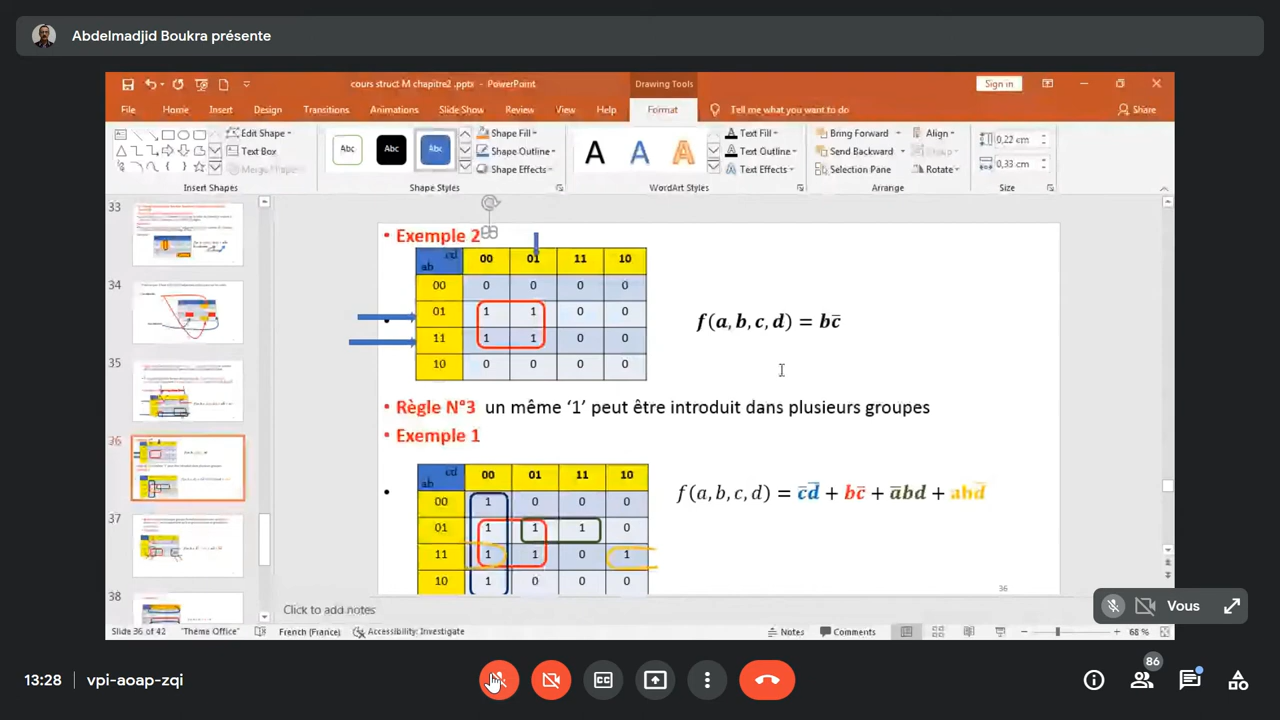 Abdelmadjid Boukra présente
cours struct M chapitre2 .pptx - PowerPoint
Drawing Tools
Sign in
File Home Insert Design Transitions Animations Slide Show Review View Help Format Tell me what you want to do Share
Edit Shape
Text Box
Merge Shapes
Insert Shapes
Abc Abc Abc
Shape Fill
Shape Outline
Shape Effects
Shape Styles
A A A
Text Fill
Text Outline
Text Effects
WordArt Styles
Bring Forward
Send Backward
Selection Pane
Align
Rotate
Arrange
0,22 cm
0,33 cm
Size
33
34
35
36
37
38
• Exemple 2
cd
ab
00 01 11 10
00 0 0 0 0
01 1 1 0 0
11 1 1 0 0
10 0 0 0 0
f(a, b, c, d) = bc̅
• Règle N°3 un même ‘1’ peut être introduit dans plusieurs groupes
• Exemple 1
cd
ab
00 01 11 10
00 1 0 0 0
01 1 1 1 0
11 1 1 0 1
10 1 0 0 0
f(a, b, c, d) = c̅d̅ + bc̅ + a̅bd + abd̅
36
Click to add notes
Slide 36 of 42 "Thème Office" French (France) Accessibility: Investigate Notes Comments 68 %
Vous
13:28 vpi-aoap-zqi
86